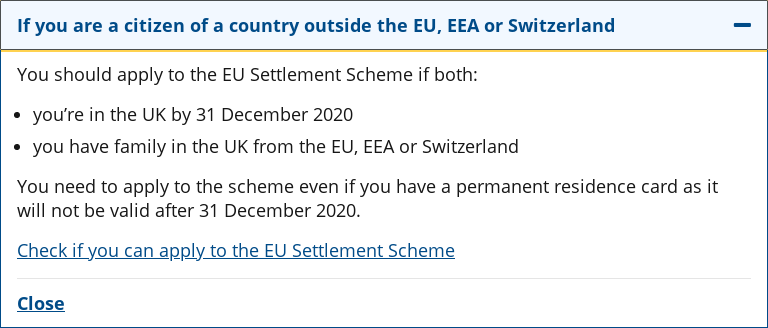 If you are a citizen of a country outside the EU, EEA or Switzerland
You should apply to the EU Settlement Scheme if both:
you’re in the UK by 31 December 2020
you have family in the UK from the EU, EEA or Switzerland
You need to apply to the scheme even if you have a permanent residence card as it
will not be valid after 31 December 2020.
Check if you can apply to the EU Settlement Scheme
Close